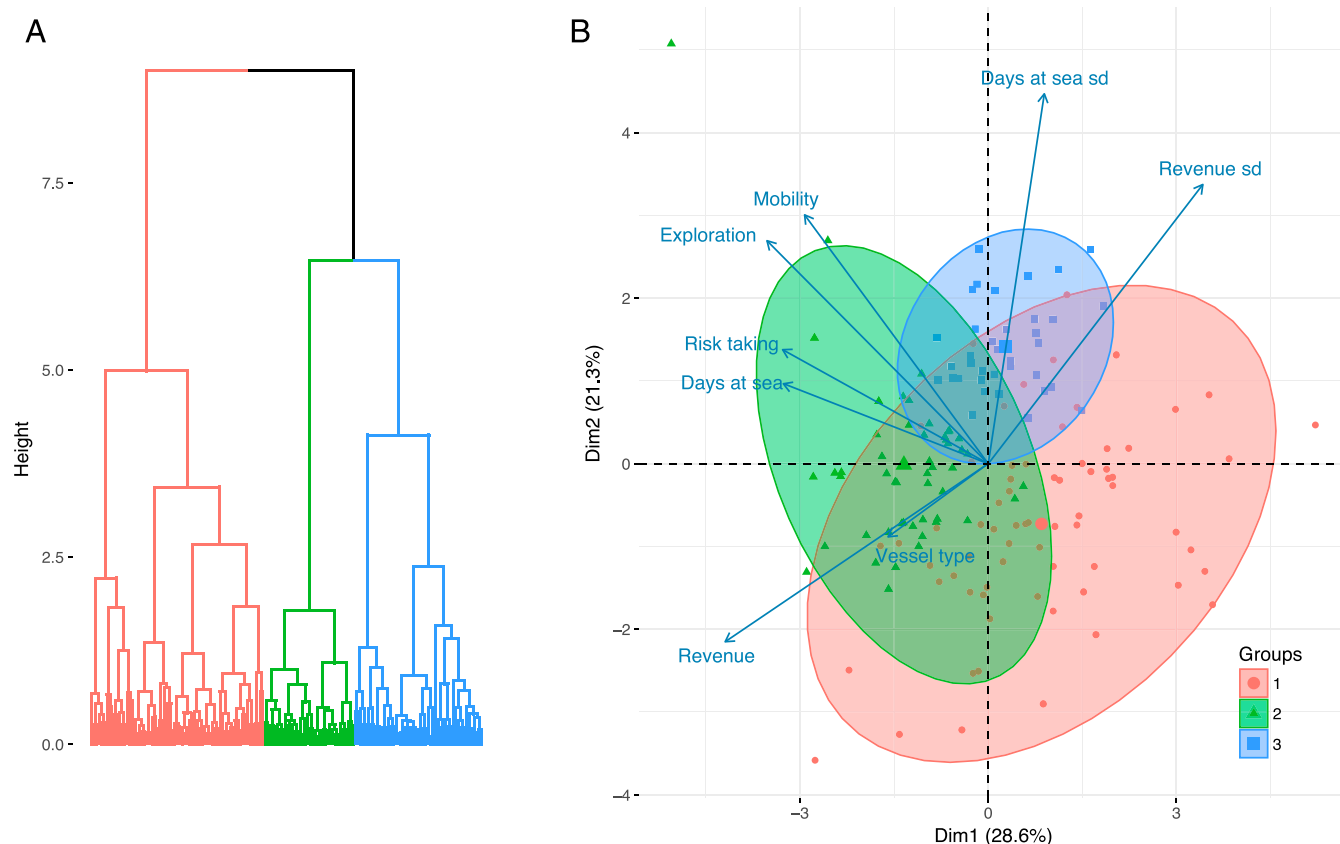 A
B
Height
7.5
5.0
2.5
0.0
Dim2 (21.3%)
4
2
0
−2
−4
Days at sea sd
Revenue sd
Mobility
Exploration
Risk taking
Days at sea
Vessel type
Revenue
Groups
1
2
3
−3
0
3
Dim1 (28.6%)